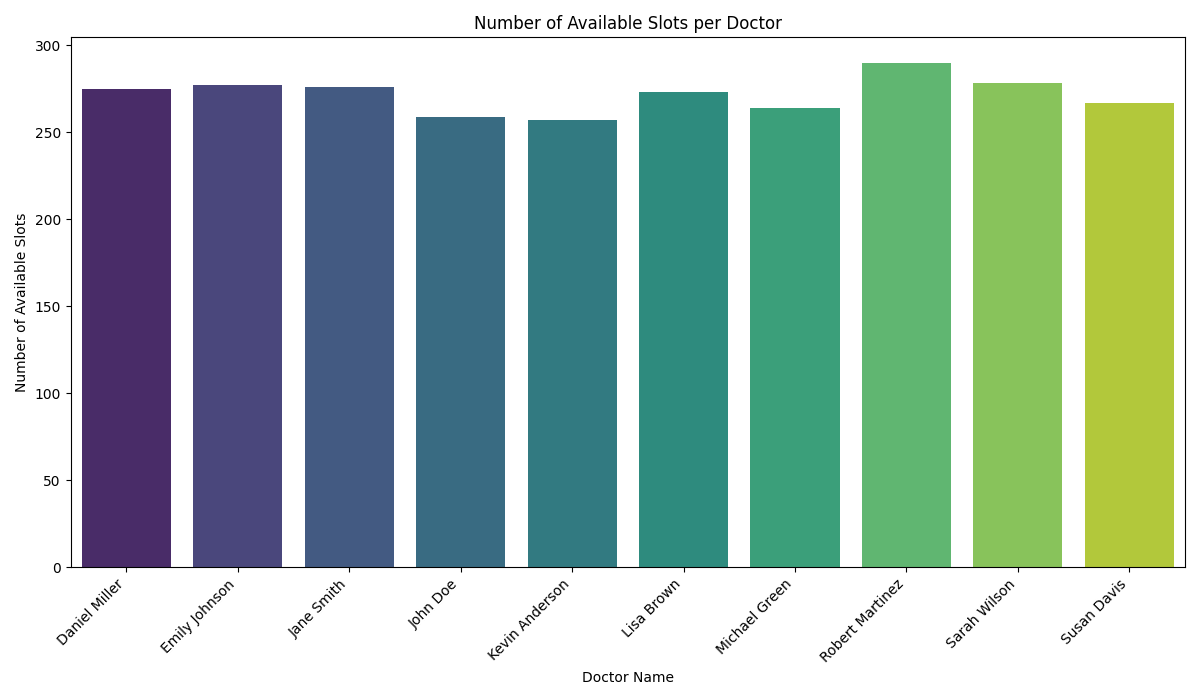 Number of Available Slots per Doctor
Number of Available Slots
300
250
200
150
100
50
0
Daniel Miller
Emily Johnson
Jane Smith
John Doe
Kevin Anderson
Lisa Brown
Michael Green
Robert Martinez
Sarah Wilson
Susan Davis
Doctor Name